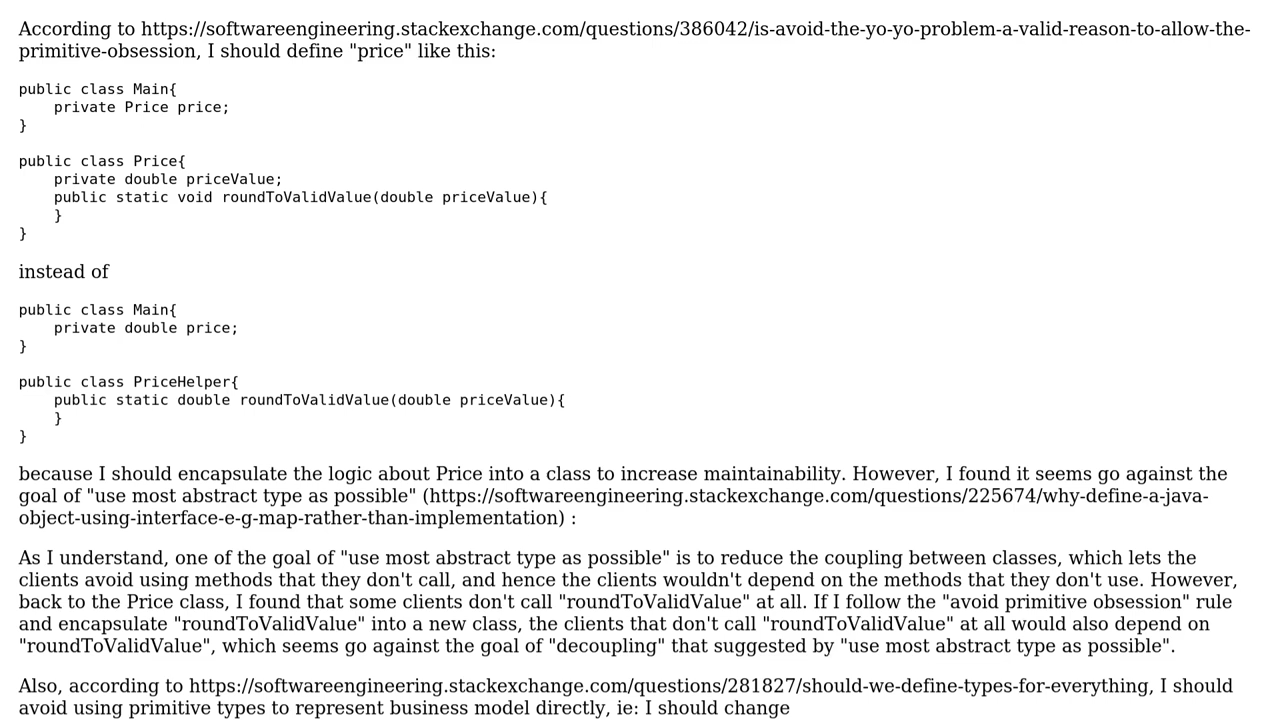 According to https://softwareengineering.stackexchange.com/questions/386042/is-avoid-the-yo-yo-problem-a-valid-reason-to-allow-the-
primitive-obsession, I should define "price" like this:
public class Main{
    private Price price;
}
public class Price{
    private double priceValue;
    public static void roundToValidValue(double priceValue){
    }
}
instead of
public class Main{
    private double price;
}
public class PriceHelper{
    public static double roundToValidValue(double priceValue){
    }
}
because I should encapsulate the logic about Price into a class to increase maintainability. However, I found it seems go against the
goal of "use most abstract type as possible" (https://softwareengineering.stackexchange.com/questions/225674/why-define-a-java-
object-using-interface-e-g-map-rather-than-implementation) :
As I understand, one of the goal of "use most abstract type as possible" is to reduce the coupling between classes, which lets the
clients avoid using methods that they don't call, and hence the clients wouldn't depend on the methods that they don't use. However,
back to the Price class, I found that some clients don't call "roundToValidValue" at all. If I follow the "avoid primitive obsession" rule
and encapsulate "roundToValidValue" into a new class, the clients that don't call "roundToValidValue" at all would also depend on
"roundToValidValue", which seems go against the goal of "decoupling" that suggested by "use most abstract type as possible".
Also, according to https://softwareengineering.stackexchange.com/questions/281827/should-we-define-types-for-everything, I should
avoid using primitive types to represent business model directly, ie: I should change